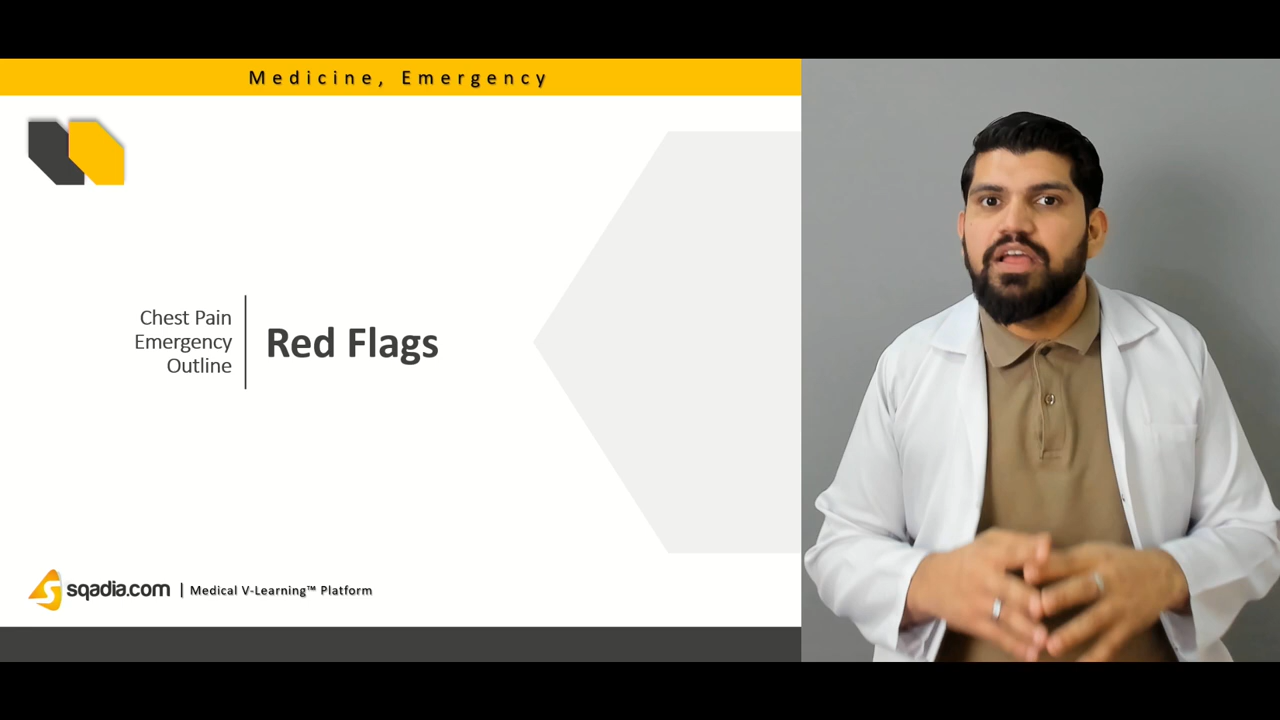 Medicine, Emergency
Chest Pain
Emergency
Outline
Red Flags
sqadia.com | Medical V-Learning™ Platform